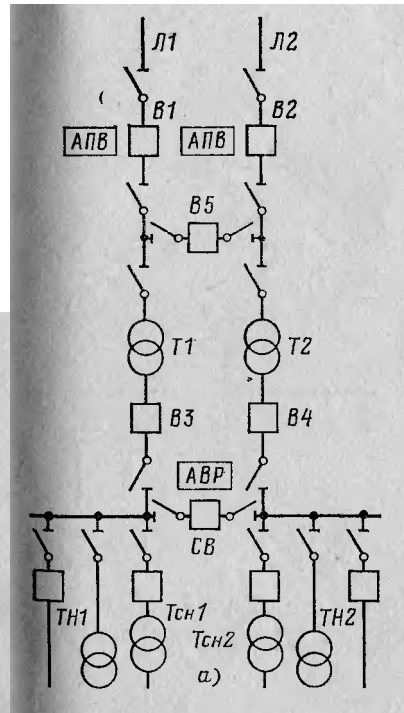 Л1 Л2
В1 В2
АПВ АПВ
В5
Т1 Т2
В3 В4
АВР
СВ
ТН1 Тсн1 ТН2
Тсн2
а)